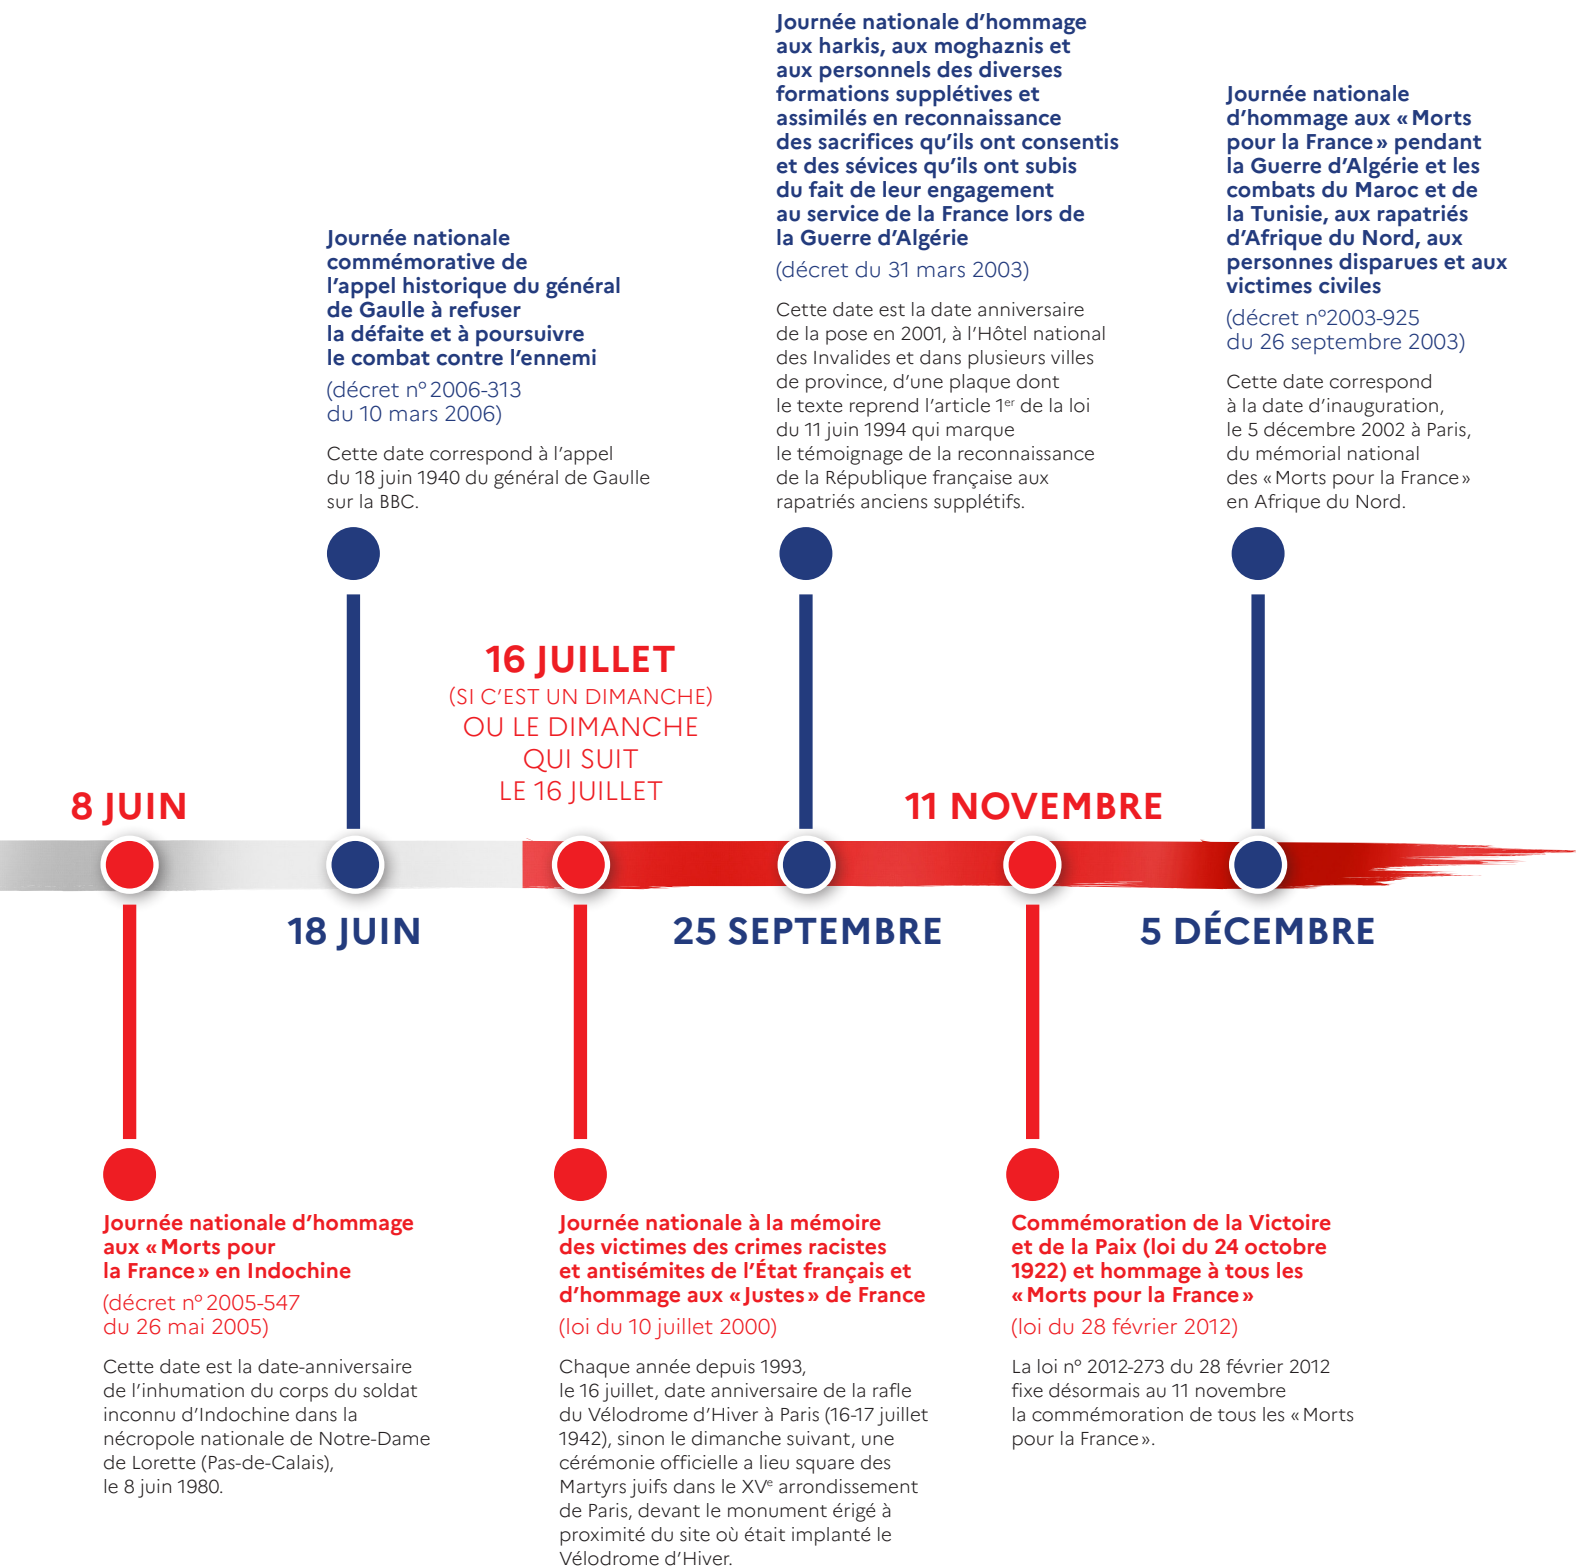 Journée nationale d’hommage
aux harkis, aux moghaznis et
aux personnels des diverses
formations supplétives et
assimilés en reconnaissance
des sacrifices qu’ils ont consentis
et des sévices qu’ils ont subis
du fait de leur engagement
au service de la France lors de
la Guerre d’Algérie
(décret du 31 mars 2003)
Cette date est la date anniversaire
de la pose en 2001, à l’Hôtel national
des Invalides et dans plusieurs villes
de province, d’une plaque dont
le texte reprend l’article 1er de la loi
du 11 juin 1994 qui marque
le témoignage de la reconnaissance
de la République française aux
rapatriés anciens supplétifs.
Journée nationale
d’hommage aux « Morts
pour la France » pendant
la Guerre d’Algérie et les
combats du Maroc et de
la Tunisie, aux rapatriés
d’Afrique du Nord, aux
personnes disparues et aux
victimes civiles
(décret n°2003-925
du 26 septembre 2003)
Cette date correspond
à la date d’inauguration,
le 5 décembre 2002 à Paris,
du mémorial national
des « Morts pour la France »
en Afrique du Nord.
Journée nationale
commémorative de
l’appel historique du général
de Gaulle à refuser
la défaite et à poursuivre
le combat contre l’ennemi
(décret n° 2006-313
du 10 mars 2006)
Cette date correspond à l’appel
du 18 juin 1940 du général de Gaulle
sur la BBC.
16 JUILLET
(SI C’EST UN DIMANCHE)
OU LE DIMANCHE
QUI SUIT
LE 16 JUILLET
8 JUIN
11 NOVEMBRE
18 JUIN
25 SEPTEMBRE
5 DÉCEMBRE
Journée nationale d’hommage
aux « Morts pour
la France » en Indochine
(décret n° 2005-547
du 26 mai 2005)
Cette date est la date-anniversaire
de l’inhumation du corps du soldat
inconnu d’Indochine dans la
nécropole nationale de Notre-Dame
de Lorette (Pas-de-Calais),
le 8 juin 1980.
Journée nationale à la mémoire
des victimes des crimes racistes
et antisémites de l’État français et
d’hommage aux « Justes » de France
(loi du 10 juillet 2000)
Chaque année depuis 1993,
le 16 juillet, date anniversaire de la rafle
du Vélodrome d’Hiver à Paris (16-17 juillet
1942), sinon le dimanche suivant, une
cérémonie officielle a lieu square des
Martyrs juifs dans le XVe arrondissement
de Paris, devant le monument érigé à
proximité du site où était implanté le
Vélodrome d’Hiver.
Commémoration de la Victoire
et de la Paix (loi du 24 octobre
1922) et hommage à tous les
« Morts pour la France »
(loi du 28 février 2012)
La loi n° 2012-273 du 28 février 2012
fixe désormais au 11 novembre
la commémoration de tous les « Morts
pour la France ».